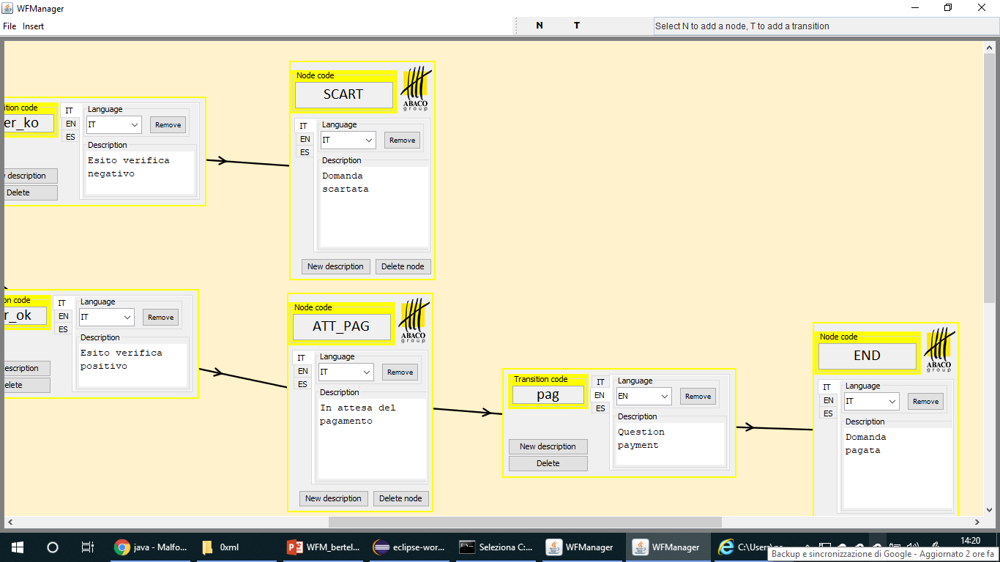 WFManager
File Insert
N T
Select N to add a node, T to add a transition
ition code
er_ko
description
Delete
IT
EN
ES
Language
IT
Remove
Description
Esito verifica
negativo
Node code
SCART
ABACO
group
IT
EN
ES
Language
IT
Remove
Description
Domanda
scartata
New description Delete node
on code
r_ok
escription
elete
IT
EN
ES
Language
IT
Remove
Description
Esito verifica
positivo
Node code
ATT_PAG
ABACO
group
IT
EN
ES
Language
IT
Remove
Description
In attesa del
pagamento
New description Delete node
Transition code
pag
New description
Delete
IT
EN
ES
Language
EN
Remove
Description
Question
payment
Node code
END
ABACO
group
IT
EN
ES
Language
IT
Remove
Description
Domanda
pagata
java - Malfo... 0xml WFM_bertel... eclipse-wor... Seleziona C:... WFManager WFManager
14:20
Backup e sincronizzazione di Google - Aggiornato 2 ore fa